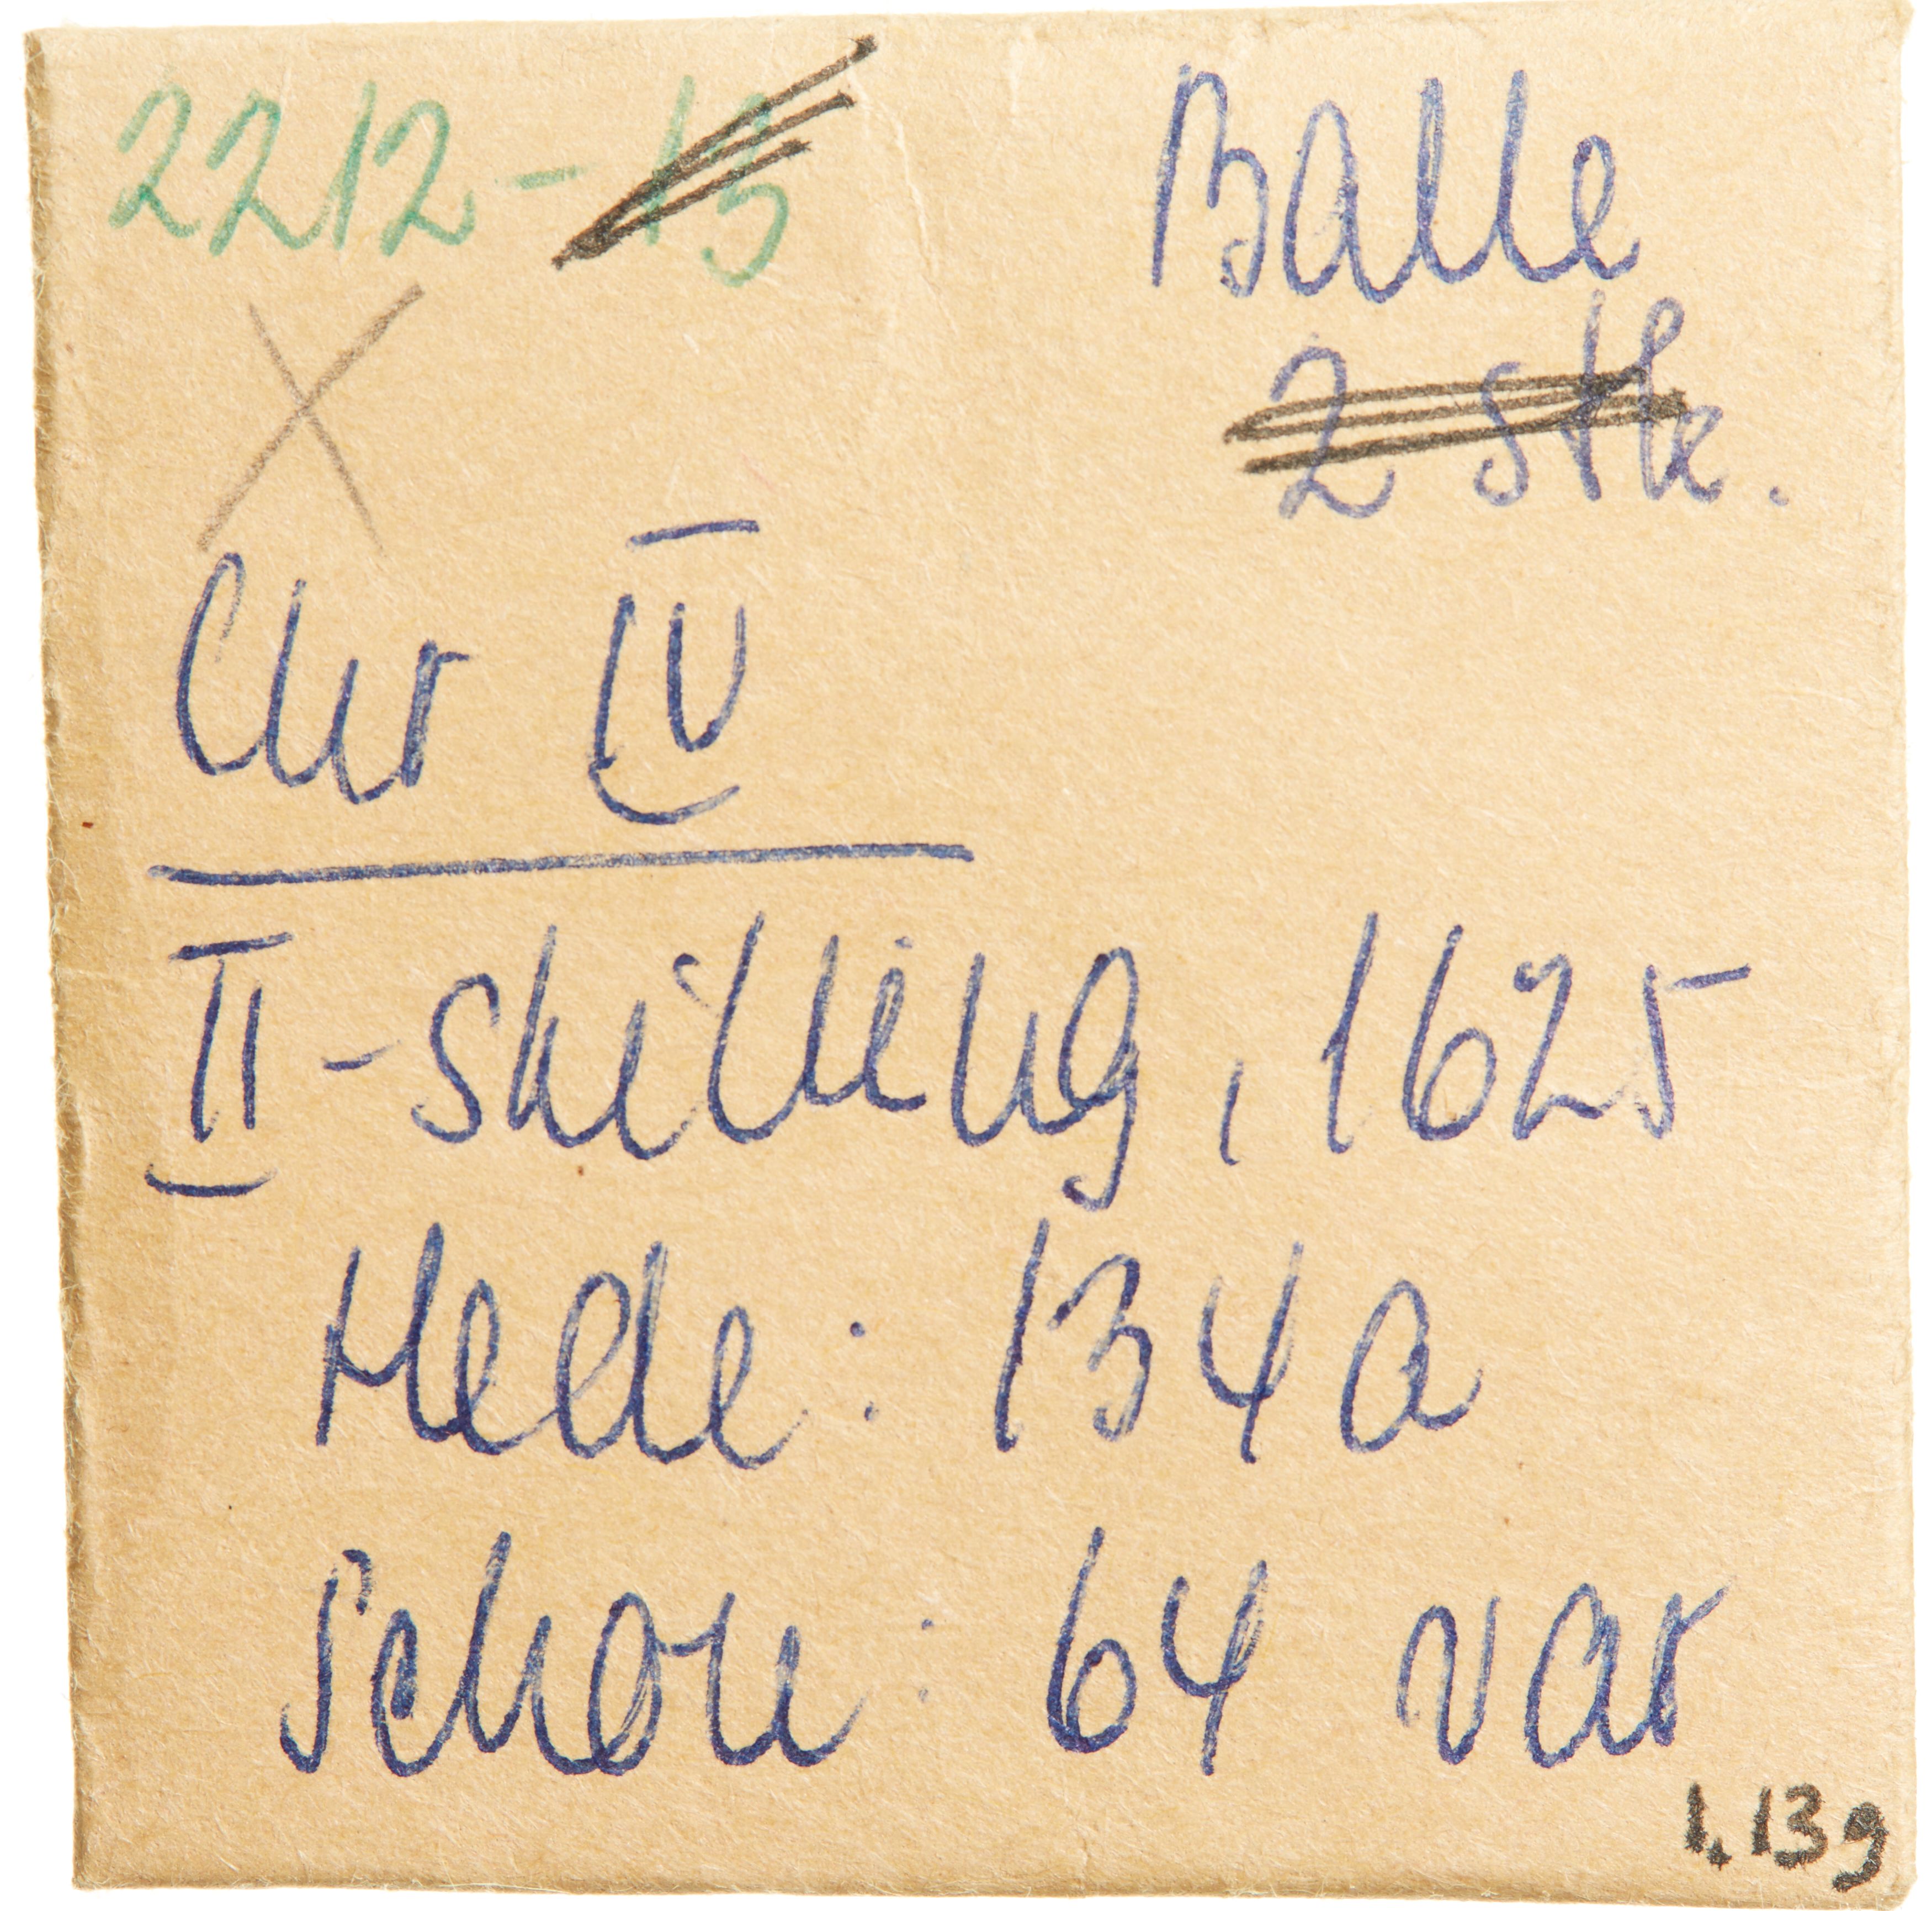 2212-13
Balle
2 stk.
X
Chr IV
II-skilling, 1625
Hede: 134a
Schou: 64 var
1,13g